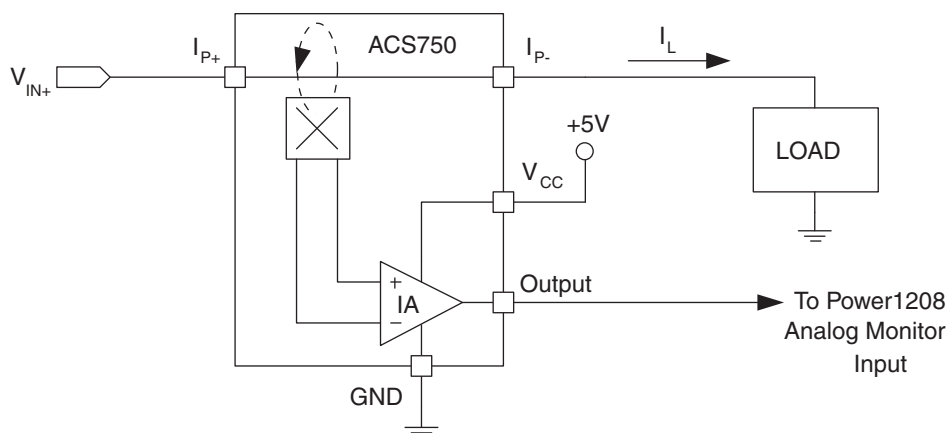 ACS750
I_P+
I_P-
I_L
V_IN+
LOAD
+5V
V_CC
+
IA
−
Output
To Power1208
Analog Monitor
Input
GND